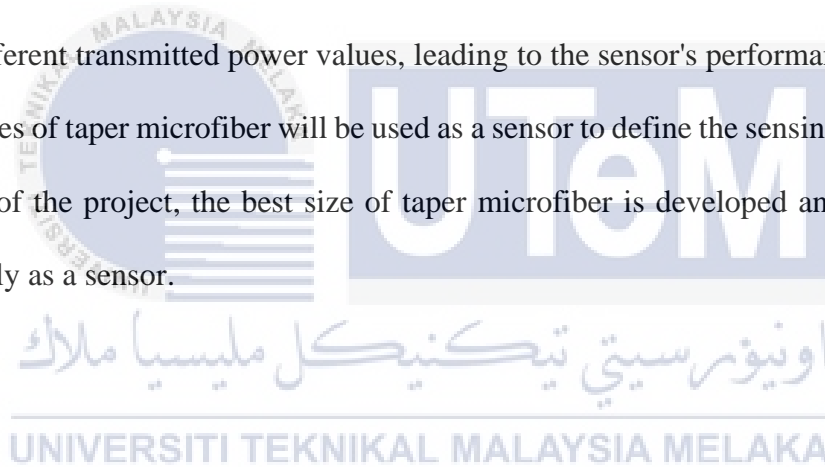 ferent transmitted power values, leading to the sensor's performa
es of taper microfiber will be used as a sensor to define the sensin
of the project, the best size of taper microfiber is developed an
ly as a sensor.
MALAYSIA MELAKA
UTeM
اونيۏرسيتي تيكنيكل مليسيا ملاك
UNIVERSITI TEKNIKAL MALAYSIA MELAKA